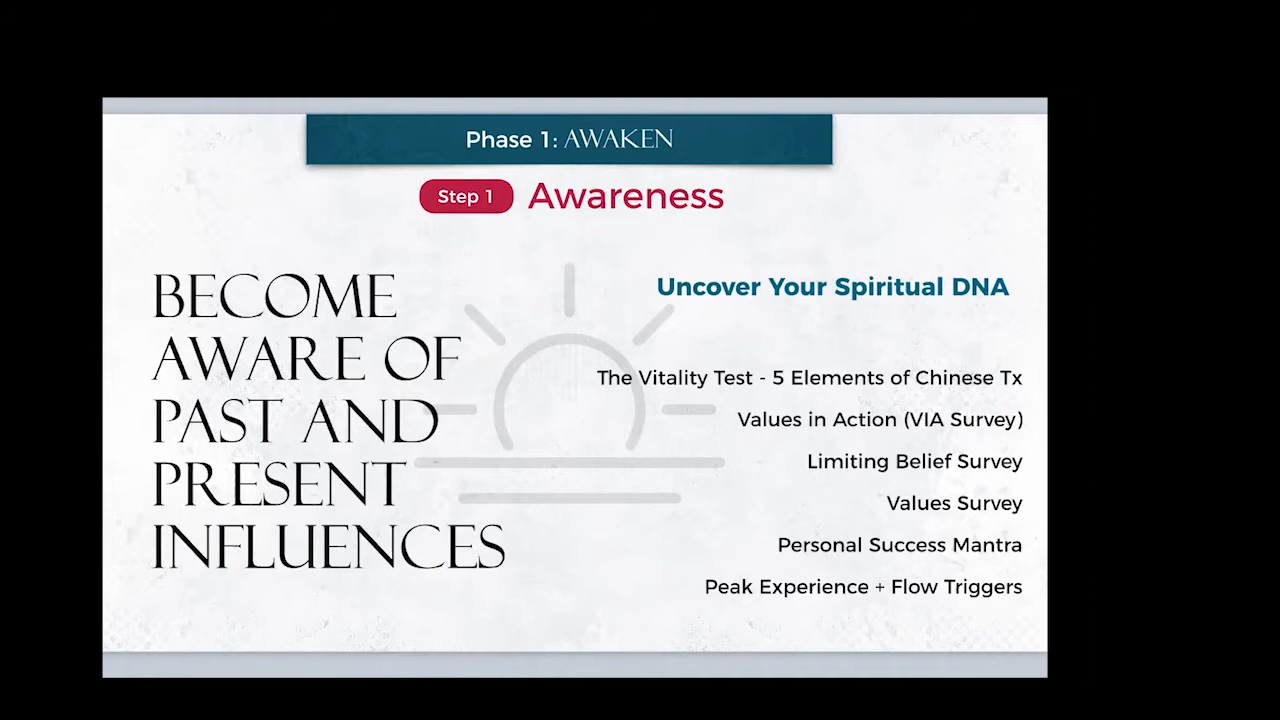 Phase 1: AWAKEN
Step 1 Awareness
BECOME
AWARE OF
PAST AND
PRESENT
INFLUENCES
Uncover Your Spiritual DNA
The Vitality Test - 5 Elements of Chinese Tx
Values in Action (VIA Survey)
Limiting Belief Survey
Values Survey
Personal Success Mantra
Peak Experience + Flow Triggers